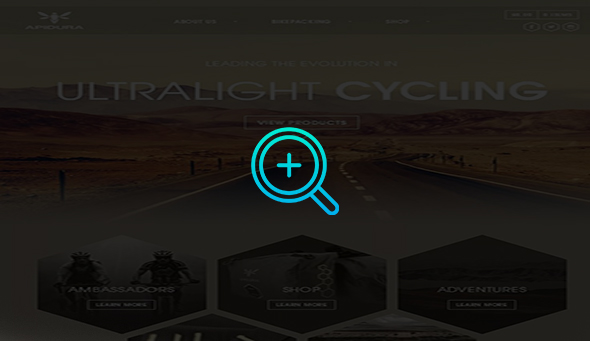 APIDURA
ABOUT US
BIKEPACKING
SHOP
LEADING THE EVOLUTION IN
ULTRALIGHT CYCLING
VIEW PRODUCTS
AMBASSADORS
SHOP
ADVENTURES
LEARN MORE
LEARN MORE
LEARN MORE